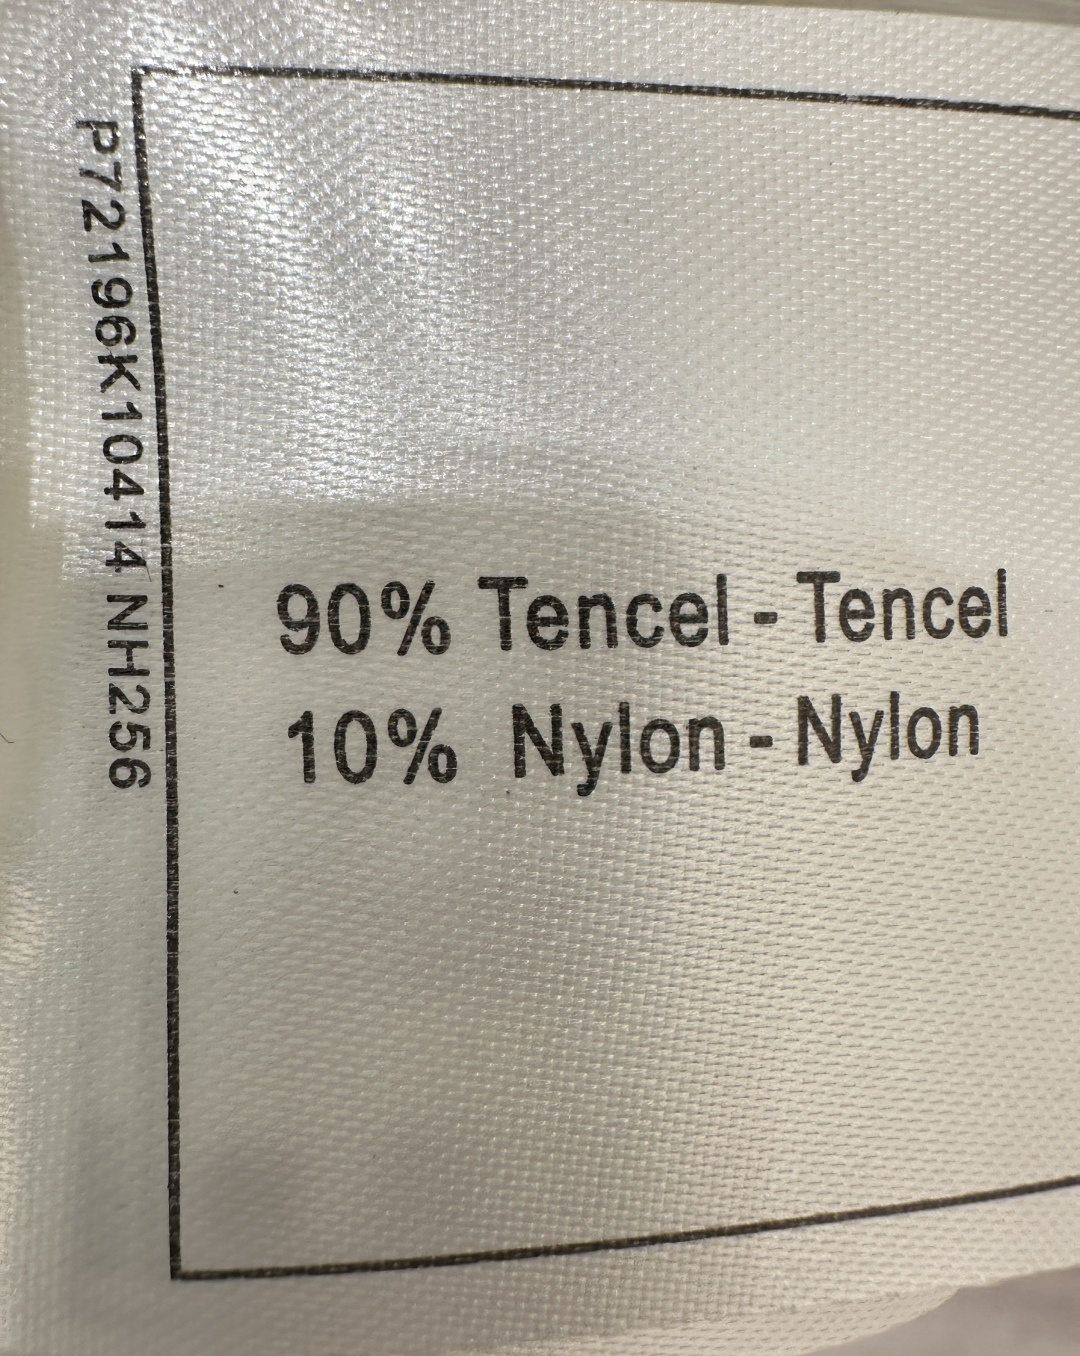 P72196K10414 NH256
90% Tencel - Tencel
10% Nylon - Nylon